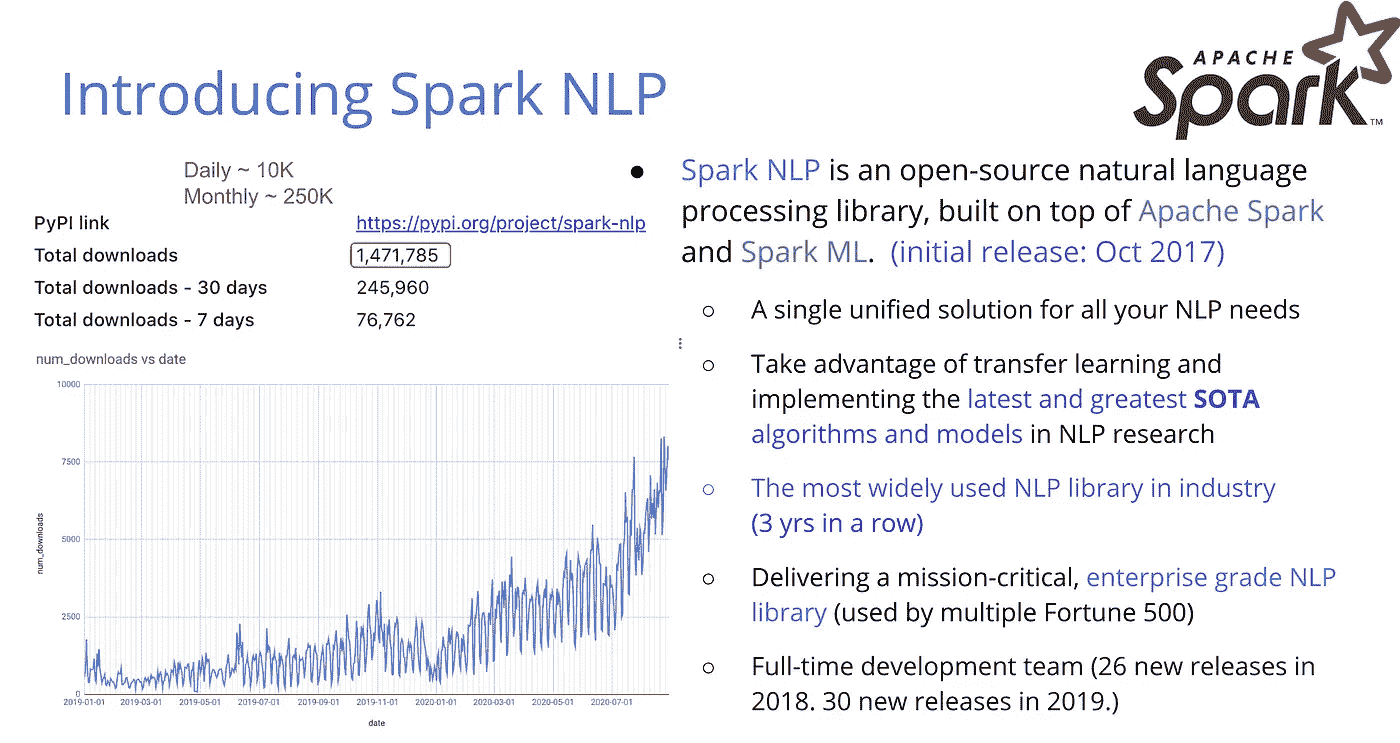 APACHE
Spark™
Introducing Spark NLP
Daily ~ 10K
Monthly ~ 250K
PyPI link https://pypi.org/project/spark-nlp
Total downloads 1,471,785
Total downloads - 30 days 245,960
Total downloads - 7 days 76,762
num_downloads vs date
10000
7500
5000
2500
0
num_downloads
2019-01-01 2019-03-01 2019-05-01 2019-07-01 2019-09-01 2019-11-01 2020-01-01 2020-03-01 2020-05-01 2020-07-01
date
● Spark NLP is an open-source natural language
processing library, built on top of Apache Spark
and Spark ML. (initial release: Oct 2017)
○ A single unified solution for all your NLP needs
○ Take advantage of transfer learning and
implementing the latest and greatest SOTA
algorithms and models in NLP research
○ The most widely used NLP library in industry
(3 yrs in a row)
○ Delivering a mission-critical, enterprise grade NLP
library (used by multiple Fortune 500)
○ Full-time development team (26 new releases in
2018. 30 new releases in 2019.)